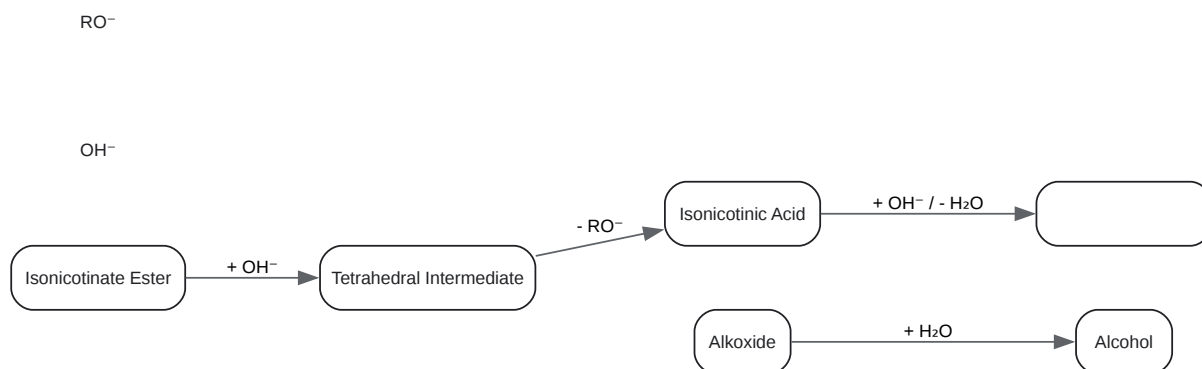 RO⁻
OH⁻
Isonicotinic Acid
+ OH⁻ / - H₂O
- RO⁻
Isonicotinate Ester
+ OH⁻
Tetrahedral Intermediate
Alkoxide
+ H₂O
Alcohol